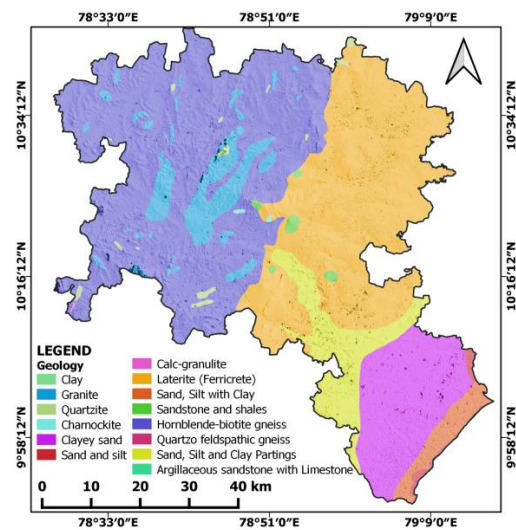 78°33'0"E 78°51'0"E 79°9'0"E
10°34'12"N 10°34'12"N
10°16'12"N 10°16'12"N
9°58'12"N 9°58'12"N
LEGEND
Geology
Clay
Granite
Quartzite
Charnockite
Clayey sand
Sand and silt
Calc-granulite
Laterite (Ferricrete)
Sand, Silt with Clay
Sandstone and shales
Hornblende-biotite gneiss
Quartzo feldspathic gneiss
Sand, Silt and Clay Partings
Argillaceous sandstone with Limestone
0 10 20 30 40 km
78°33'0"E 78°51'0"E 79°9'0"E